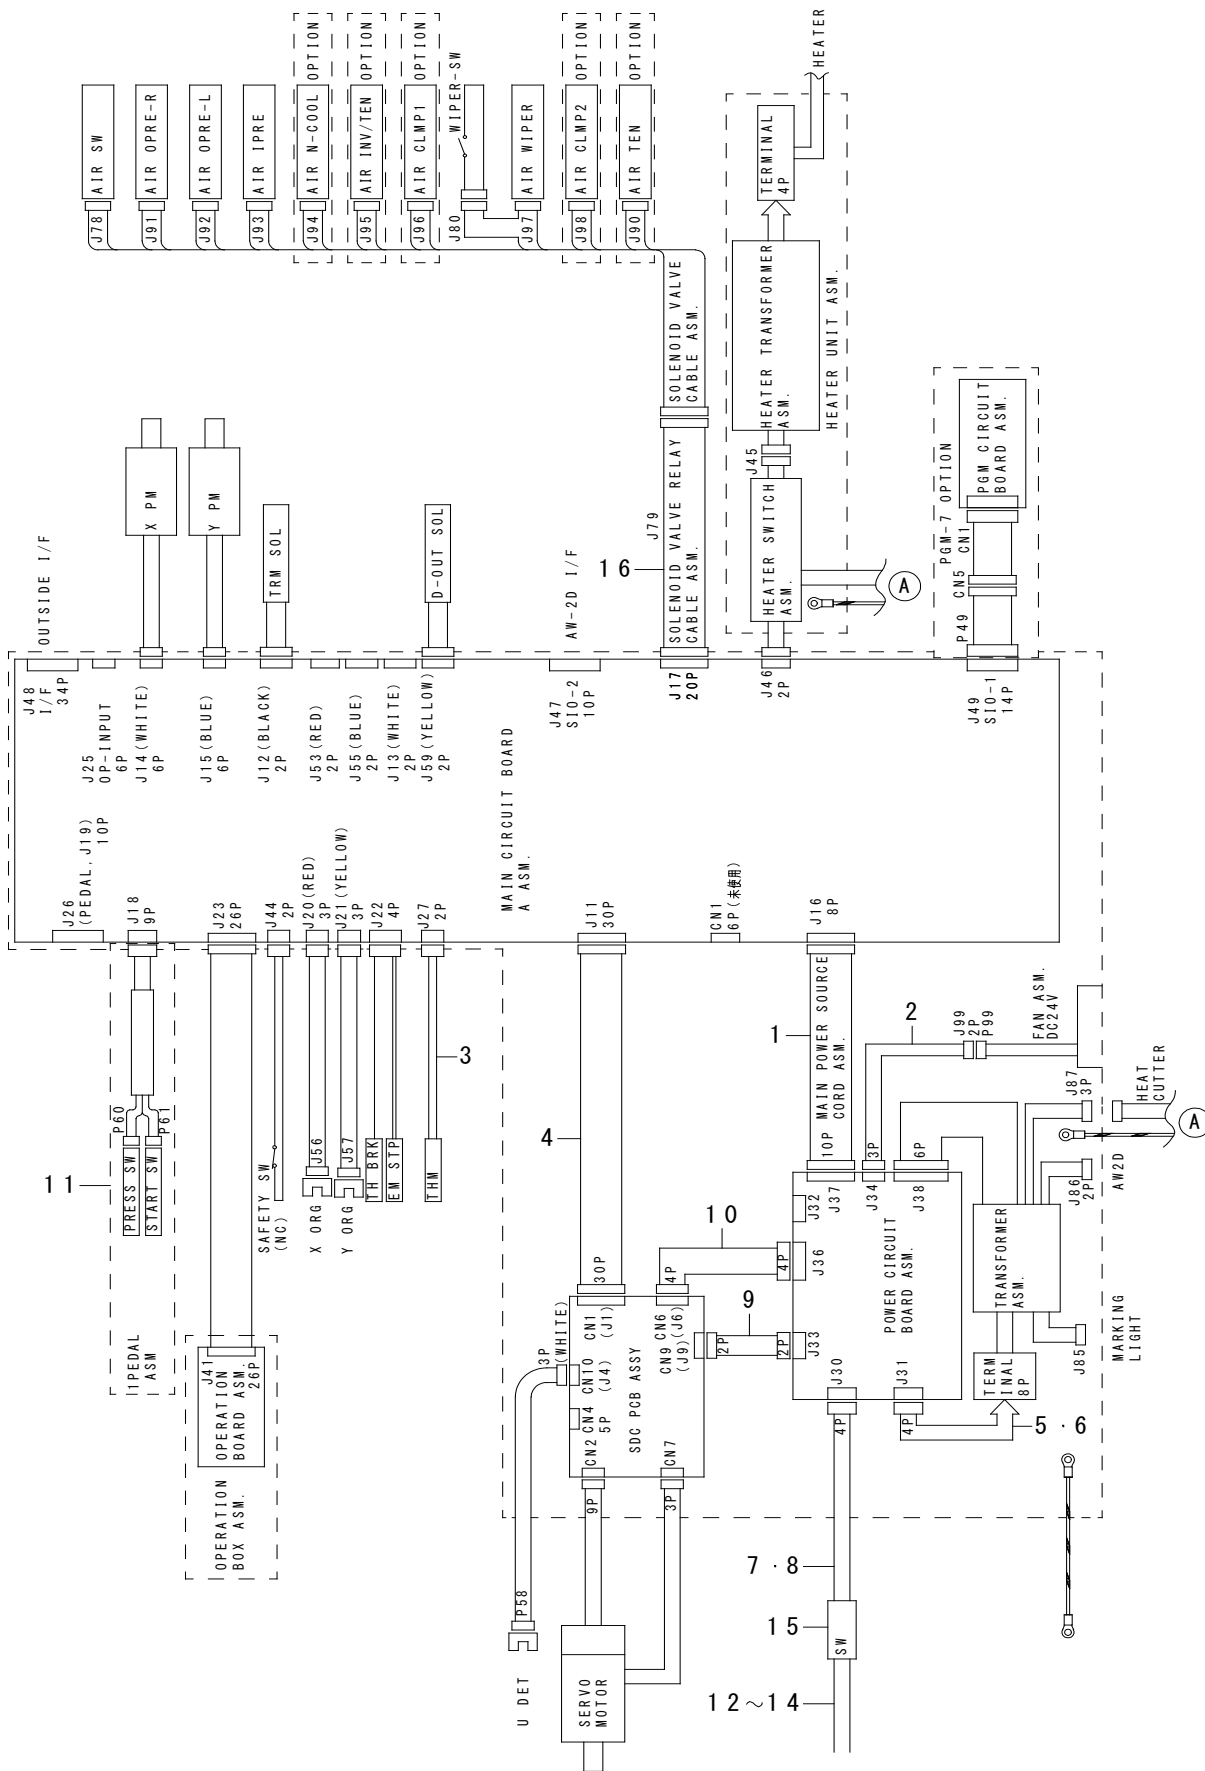 J78
AIR SW
J91
AIR OPRE-R
J92
AIR OPRE-L
J93
AIR IPRE
J94
AIR N-COOL
OPTION
J95
AIR INV/TEN
OPTION
J96
AIR CLMP1
OPTION
J80
WIPER-SW
J97
AIR WIPER
J98
AIR CLMP2
OPTION
J90
AIR TEN
OPTION
SOLENOID VALVE
CABLE ASM.
J79
SOLENOID VALVE RELAY
CABLE ASM.
16
HEATER
TERMINAL
4P
HEATER TRANSFORMER
ASM.
HEATER UNIT ASM.
J45
HEATER SWITCH
ASM.
A
PGM-7 OPTION
PGM CIRCUIT
BOARD ASM.
CN1
CN5
P49
X PM
Y PM
TRM SOL
D-OUT SOL
OUTSIDE I/F
AW-2D I/F
J48
I/F
34P
J25
OP-INPUT
6P
J14(WHITE)
6P
J15(BLUE)
6P
J12(BLACK)
2P
J53(RED)
2P
J55(BLUE)
2P
J13(WHITE)
2P
J59(YELLOW)
2P
J47
SIO-2
10P
J17
20P
J46
2P
J49
SIO-1
14P
MAIN CIRCUIT BOARD
A ASM.
J26
(PEDAL,J19)
10P
J18
9P
J23
26P
J44
2P
J20(RED)
3P
J21(YELLOW)
3P
J22
4P
J27
2P
J11
30P
CN1
6P(未使用)
J16
8P
11
P60
PRESS SW
P61
START SW
1PEDAL
ASM
J41
OPERATION
BOARD ASM.
26P
OPERATION
BOX ASM.
SAFETY SW
(NC)
J56
X ORG
J57
Y ORG
TH BRK
EM STP
THM
3
4
1
MAIN POWER SOURCE
CORD ASM.
10P
2
J99
2P
P99
FAN ASM.
DC24V
3P
6P
J32
J37
J34
J38
J36
4P
10
J33
2P
9
2P
POWER CIRCUIT
BOARD ASM.
J30
4P
J31
4P
30P
CN1
(J1)
4P
CN6
(J6)
CN9
(J9)
3P
(WHITE)
CN10
CN4
(J4)
5P
CN2
9P
CN7
3P
SDC PCB ASSY
P58
U DET
SERVO
MOTOR
7・8
15
SW
12～14
TRANSFORMER
ASM.
TERM
INAL
8P
5・6
J87
3P
HEAT
CUTTER
A
J86
2P
AW2D
J85
MARKING
LIGHT